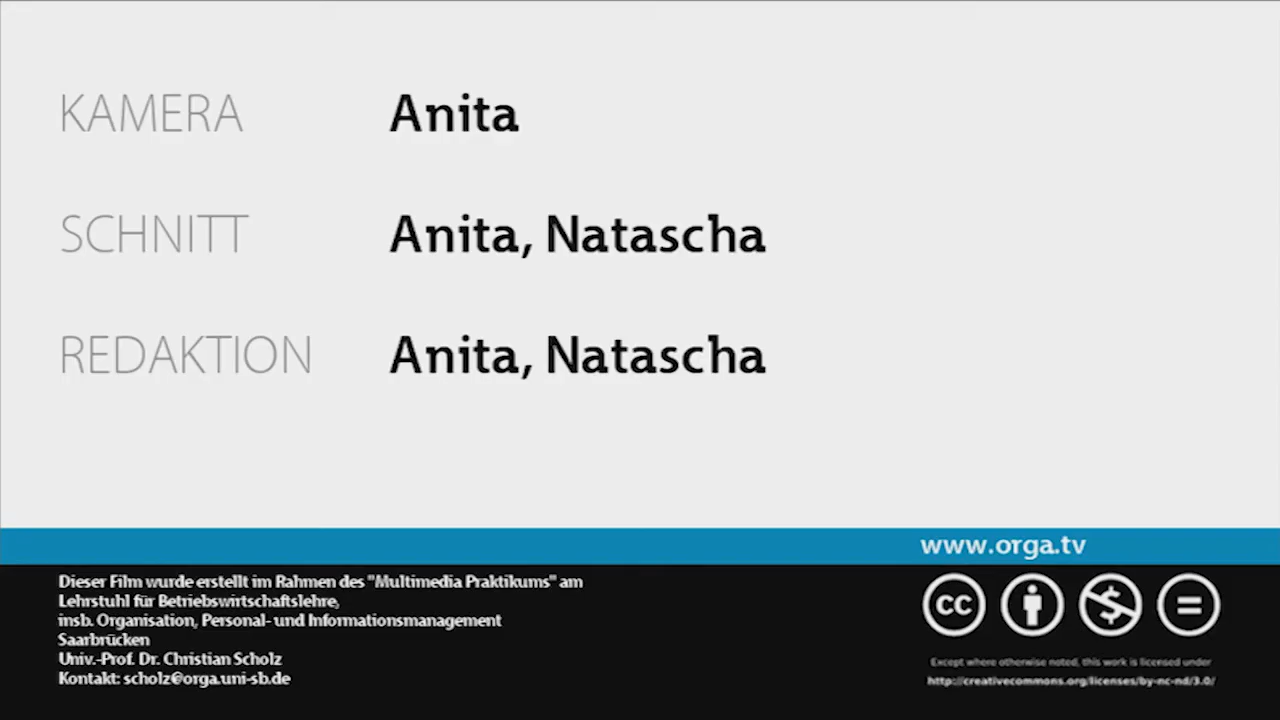 KAMERA Anita
SCHNITT Anita, Natascha
REDAKTION Anita, Natascha
www.orga.tv
Dieser Film wurde erstellt im Rahmen des "Multimedia Praktikums" am
Lehrstuhl für Betriebswirtschaftslehre,
insb. Organisation, Personal- und Informationsmanagement
Saarbrücken
Univ.-Prof. Dr. Christian Scholz
Kontakt: scholz@orga.uni-sb.de
cc
Except where otherwise noted, this work is licensed under
http://creativecommons.org/licenses/by-nc-nd/3.0/